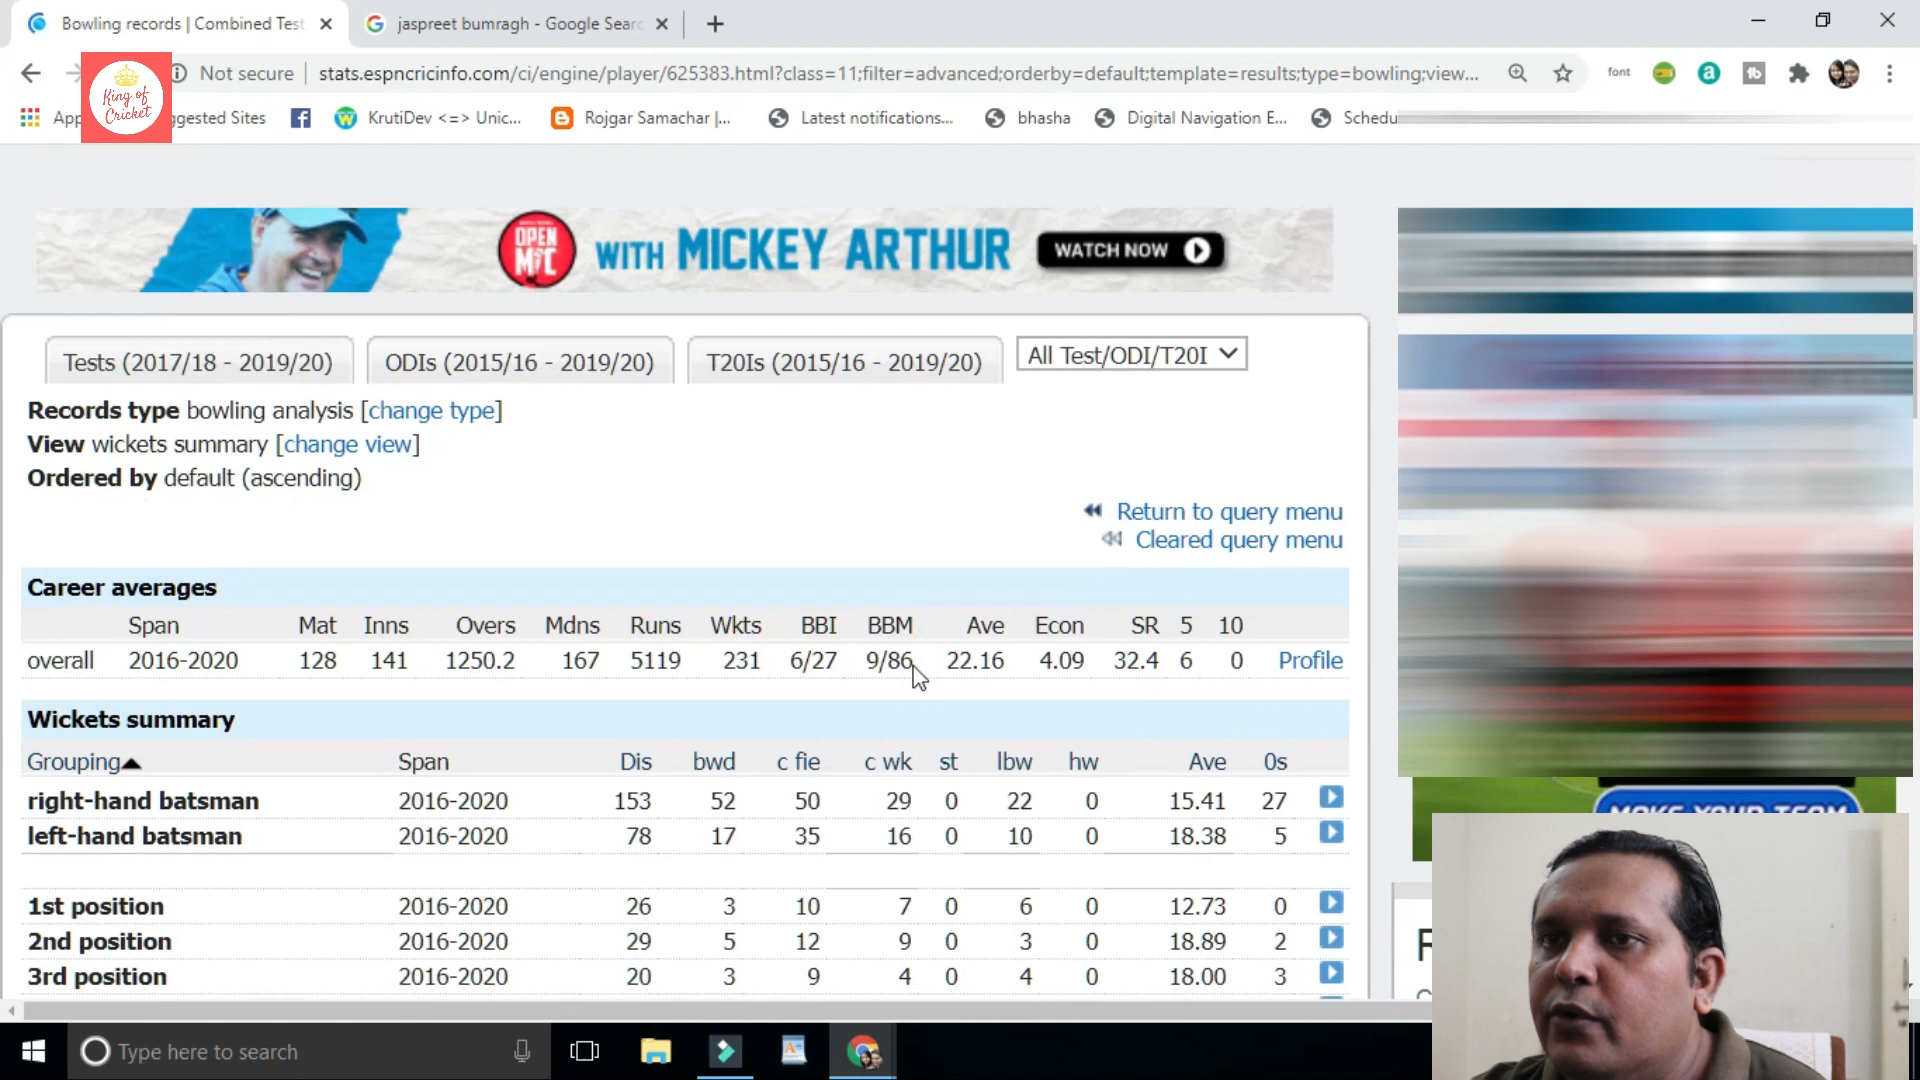 Bowling records | Combined Test
jaspreet bumragh - Google Sear
Not secure
stats.espncricinfo.com/ci/engine/player/625383.html?class=11;filter=advanced;orderby=default;template=results;type=bowling;view...
font
King of
Cricket
App
ggested Sites
KrutiDev <=> Unic...
Rojgar Samachar |...
Latest notifications...
bhasha
Digital Navigation E...
Schedu
OPEN
MIC
WITH MICKEY ARTHUR
WATCH NOW
Tests (2017/18 - 2019/20)
ODIs (2015/16 - 2019/20)
T20Is (2015/16 - 2019/20)
All Test/ODI/T20I
Records type bowling analysis [change type]
View wickets summary [change view]
Ordered by default (ascending)
Return to query menu
Cleared query menu
Career averages
Span Mat Inns Overs Mdns Runs Wkts BBI BBM Ave Econ SR 5 10
overall 2016-2020 128 141 1250.2 167 5119 231 6/27 9/86 22.16 4.09 32.4 6 0 Profile
Wickets summary
Grouping Span Dis bwd c fie c wk st lbw hw Ave 0s
right-hand batsman 2016-2020 153 52 50 29 0 22 0 15.41 27
left-hand batsman 2016-2020 78 17 35 16 0 10 0 18.38 5
1st position 2016-2020 26 3 10 7 0 6 0 12.73 0
2nd position 2016-2020 29 5 12 9 0 3 0 18.89 2
3rd position 2016-2020 20 3 9 4 0 4 0 18.00 3
MAKE YOUR TEAM
Type here to search